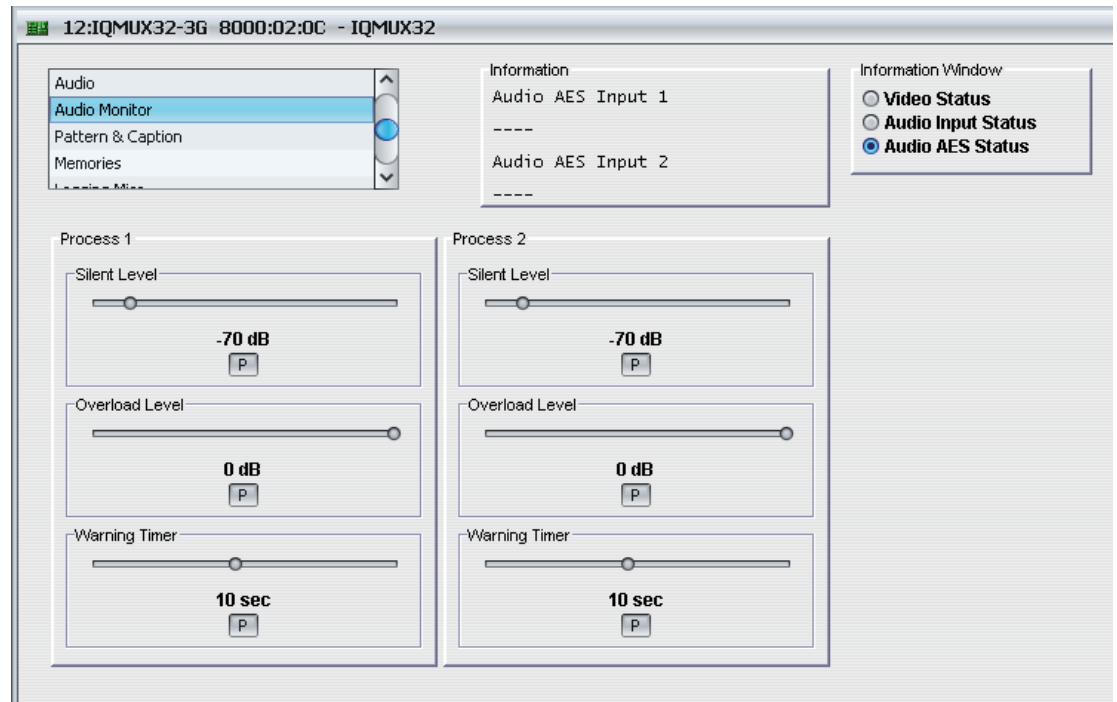 12:IQMUX32-3G 8000:02:0C - IQMUX32
Audio
Audio Monitor
Pattern & Caption
Memories
Information
Audio AES Input 1
----
Audio AES Input 2
----
Information Window
Video Status
Audio Input Status
Audio AES Status
Process 1
Silent Level
-70 dB
P
Overload Level
0 dB
P
Warning Timer
10 sec
P
Process 2
Silent Level
-70 dB
P
Overload Level
0 dB
P
Warning Timer
10 sec
P